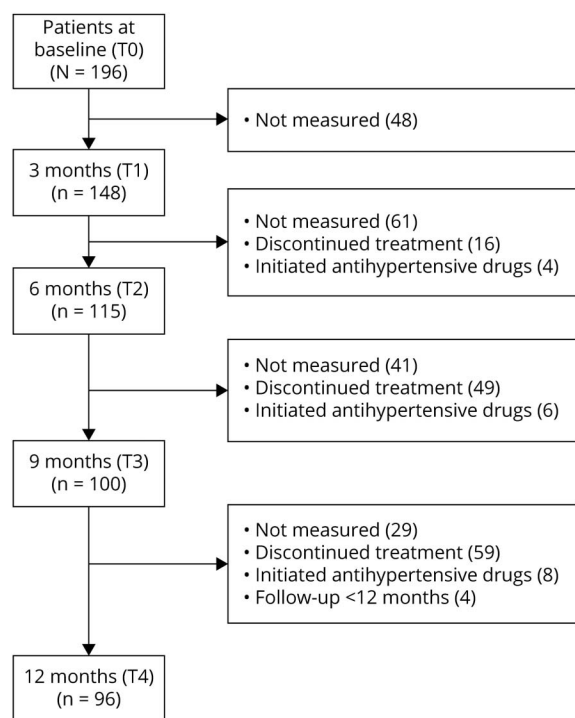 Patients at
baseline (T0)
(N = 196)
• Not measured (48)
3 months (T1)
(n = 148)
• Not measured (61)
• Discontinued treatment (16)
• Initiated antihypertensive drugs (4)
6 months (T2)
(n = 115)
• Not measured (41)
• Discontinued treatment (49)
• Initiated antihypertensive drugs (6)
9 months (T3)
(n = 100)
• Not measured (29)
• Discontinued treatment (59)
• Initiated antihypertensive drugs (8)
• Follow-up <12 months (4)
12 months (T4)
(n = 96)